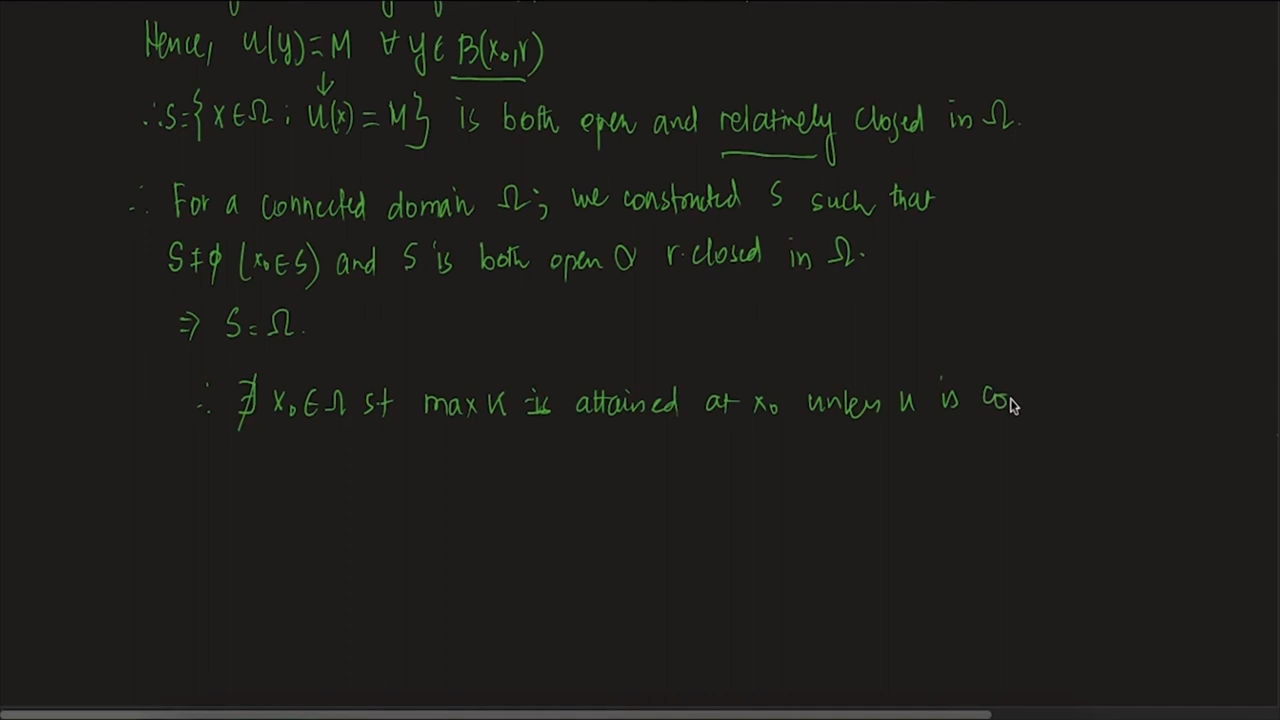 Hence, u(y)=M ∀ y∈ B(x₀,r)
∴S={x∈Ω : u(x)=M} is both open and relatively closed in Ω.
∴ For a connected domain Ω; we constructed S such that
S≠φ (x₀∈S) and S is both open & r.closed in Ω.
⇒ S=Ω.
∴ ∄ x₀∈Ω st max u is attained at x₀ unless u is co